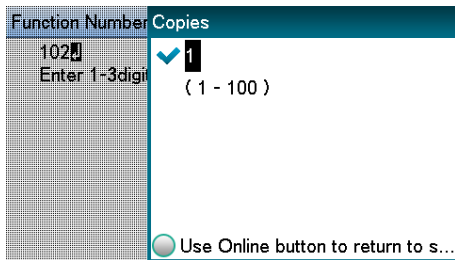 Function Number
102
Enter 1-3digi
Copies
1
( 1 - 100 )
Use Online button to return to s...